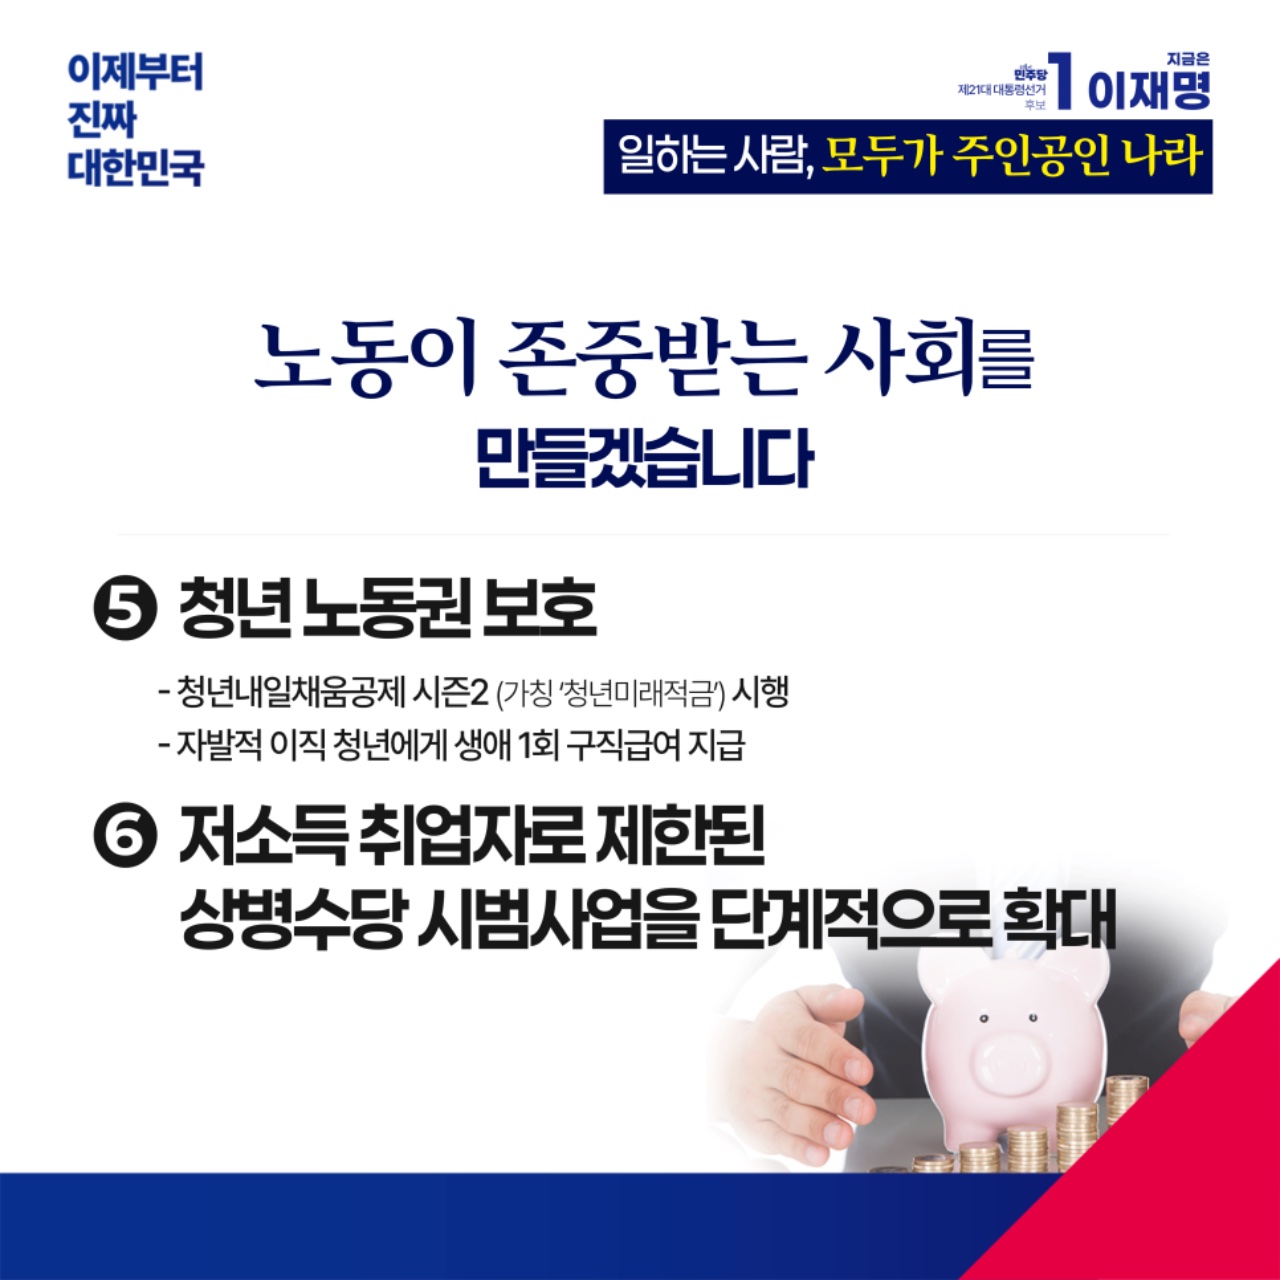 이제부터
진짜
대한민국
민주당
제21대 대통령선거
후보
1
지금은
이재명
일하는 사람, 모두가 주인공인 나라
노동이 존중받는 사회를
만들겠습니다
5 청년 노동권 보호
- 청년내일채움공제 시즌2 (가칭 ‘청년미래적금’) 시행
- 자발적 이직 청년에게 생애 1회 구직급여 지급
6 저소득 취업자로 제한된
상병수당 시범사업을 단계적으로 확대